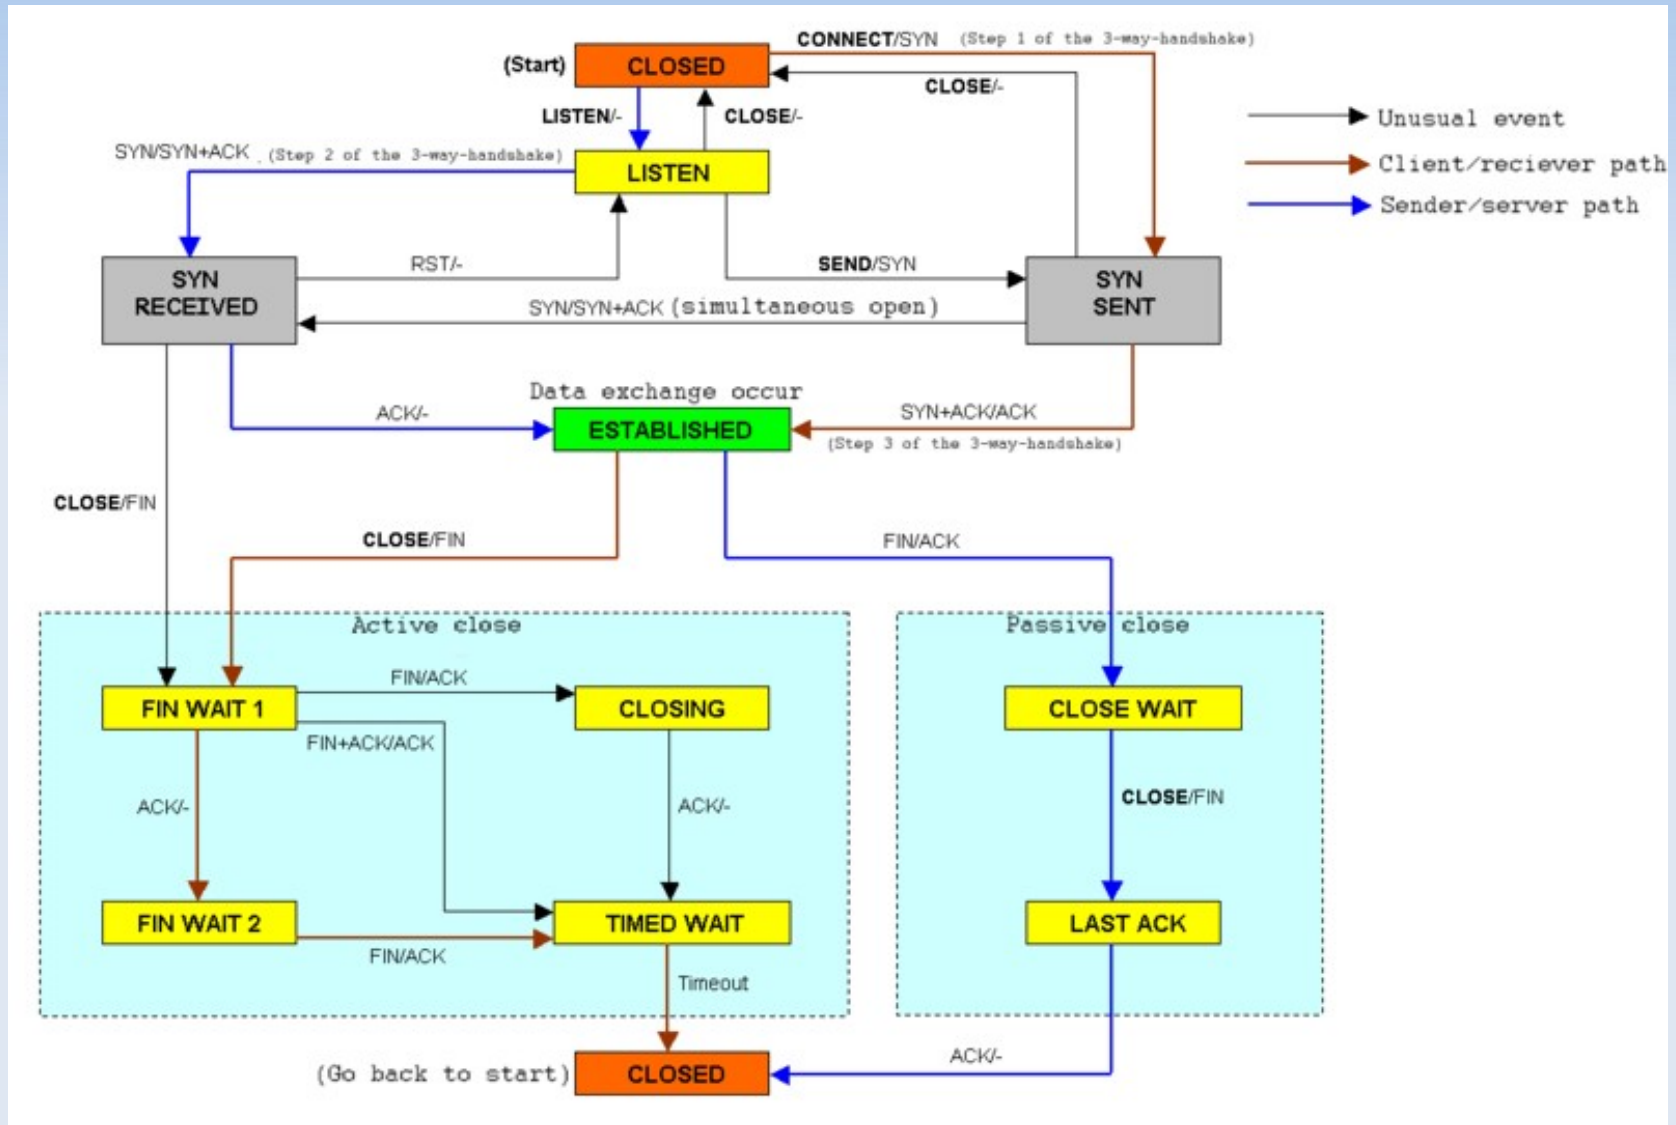 CONNECT/SYN (Step 1 of the 3-way-handshake)
(Start) CLOSED
CLOSE/-
LISTEN/- CLOSE/-
Unusual event
SYN/SYN+ACK (Step 2 of the 3-way-handshake)
Client/reciever path
LISTEN
Sender/server path
RST/-
SEND/SYN
SYN
RECEIVED
SYN
SENT
SYN/SYN+ACK (simultaneous open)
Data exchange occur
ACK/-
SYN+ACK/ACK
ESTABLISHED
(Step 3 of the 3-way-handshake)
CLOSE/FIN
CLOSE/FIN
FIN/ACK
Active close
Passive close
FIN/ACK
FIN WAIT 1
CLOSING
CLOSE WAIT
FIN+ACK/ACK
ACK/-
ACK/-
CLOSE/FIN
FIN WAIT 2
TIMED WAIT
LAST ACK
FIN/ACK
Timeout
ACK/-
(Go back to start) CLOSED